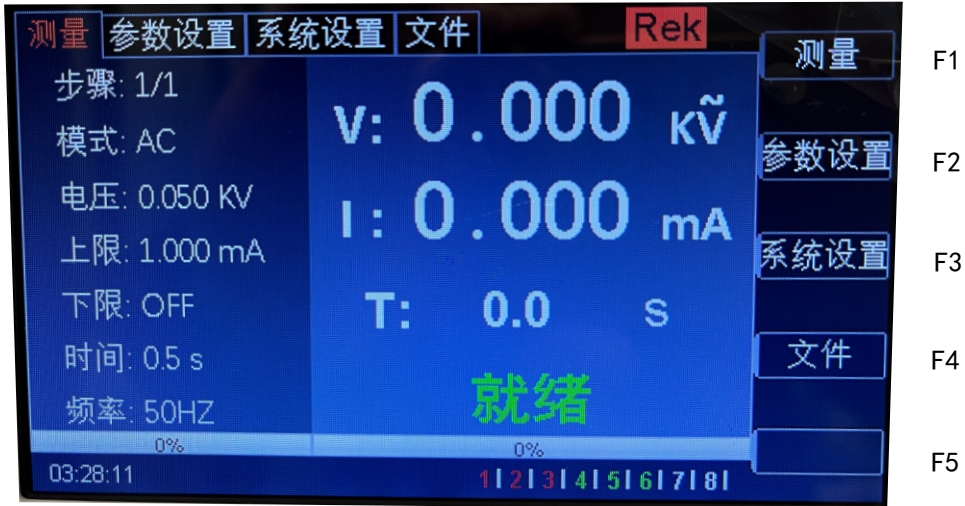 测量 参数设置 系统设置 文件 Rek
步骤: 1/1
模式: AC
电压: 0.050 KV
上限: 1.000 mA
下限: OFF
时间: 0.5 s
频率: 50HZ
V: 0.000 KṼ
I: 0.000 mA
T: 0.0 S
就绪
0% 0%
03:28:11 1|2|3|4|5|6|7|8|
测量 F1
参数设置 F2
系统设置 F3
文件 F4
F5